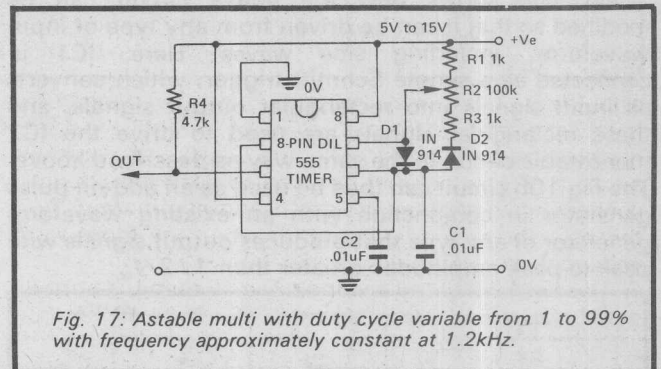 5V to 15V
+Ve
R1 1k
0V
R2 100k
R4
4.7k
1
8
R3 1k
D1
D2
8-PIN DIL
IN
914
IN 914
OUT
555
TIMER
4
5
C2
.01uF
C1
.01uF
0V
Fig. 17: Astable multi with duty cycle variable from 1 to 99%
with frequency approximately constant at 1.2kHz.